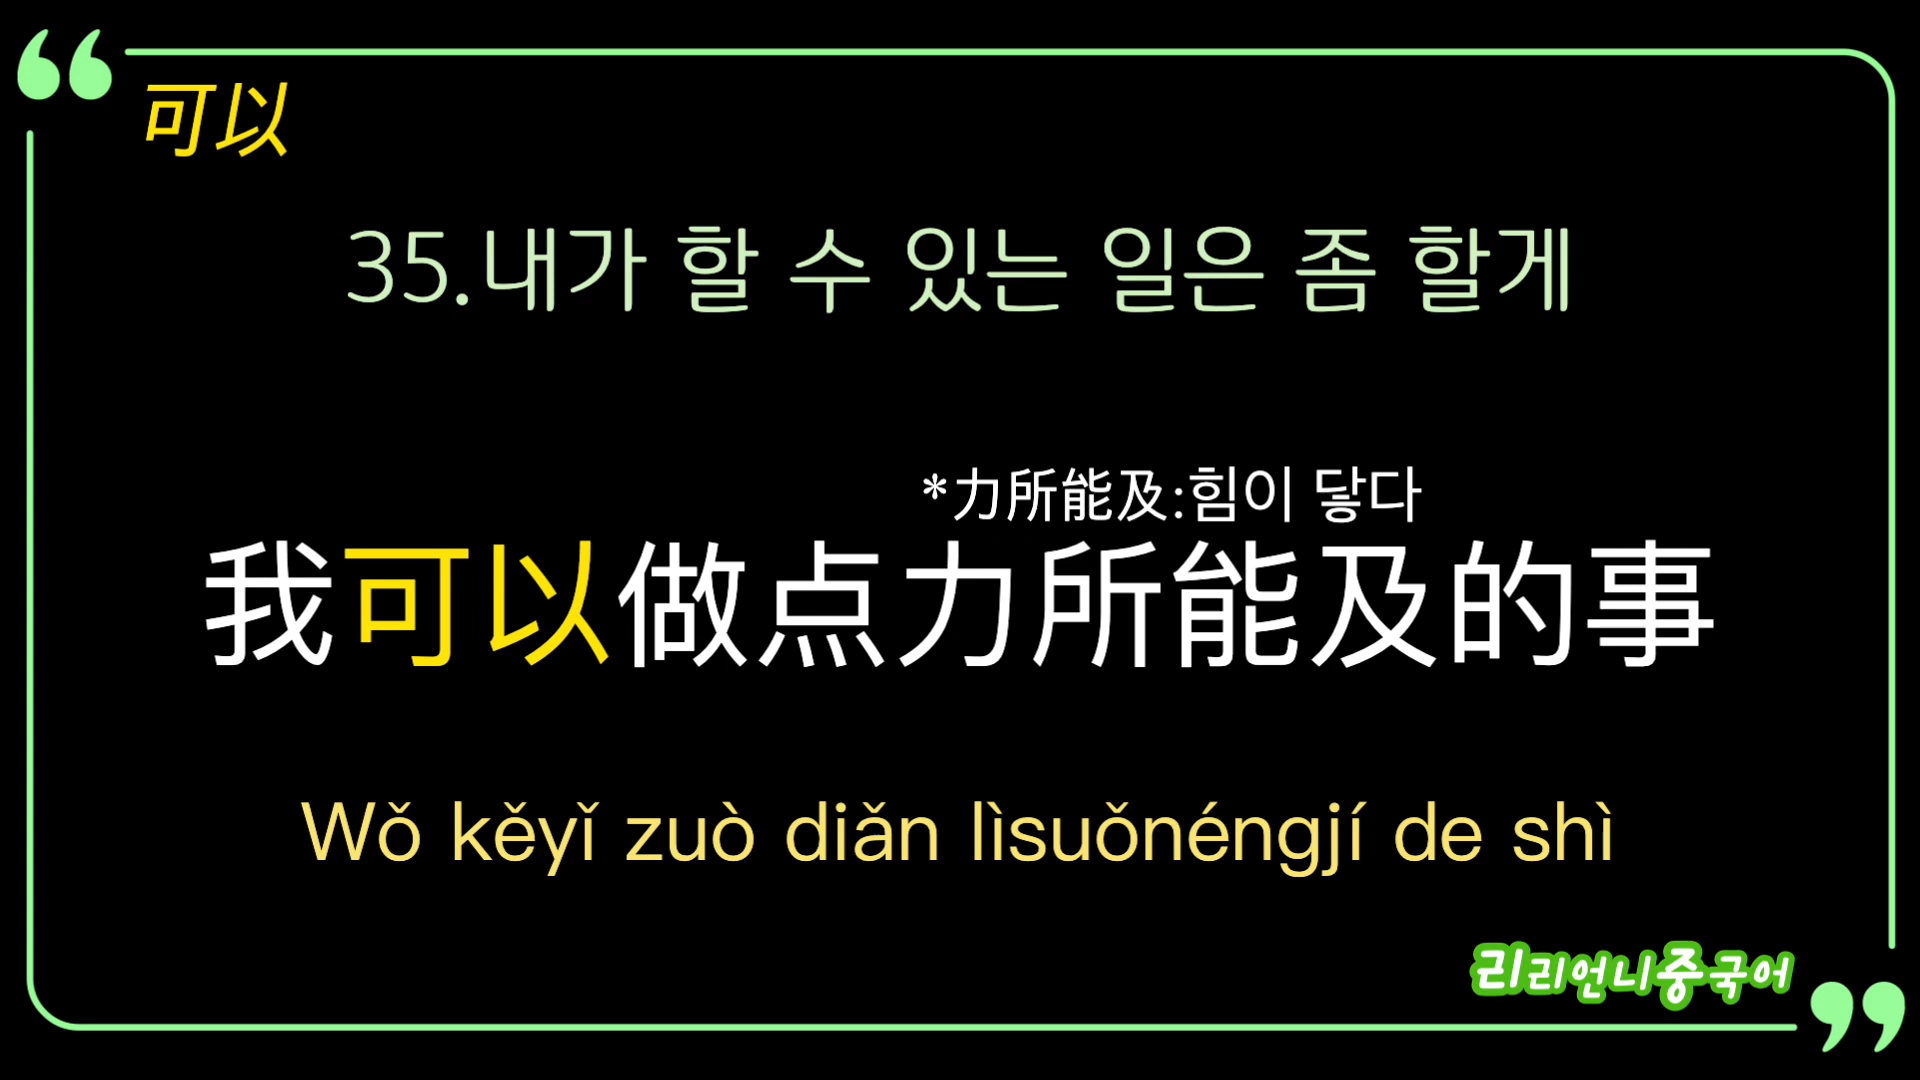 可以
35.내가 할 수 있는 일은 좀 할게
*力所能及:힘이 닿다
我可以做点力所能及的事
Wǒ kěyǐ zuò diǎn lìsuǒnéngjí de shì
리리언니중국어